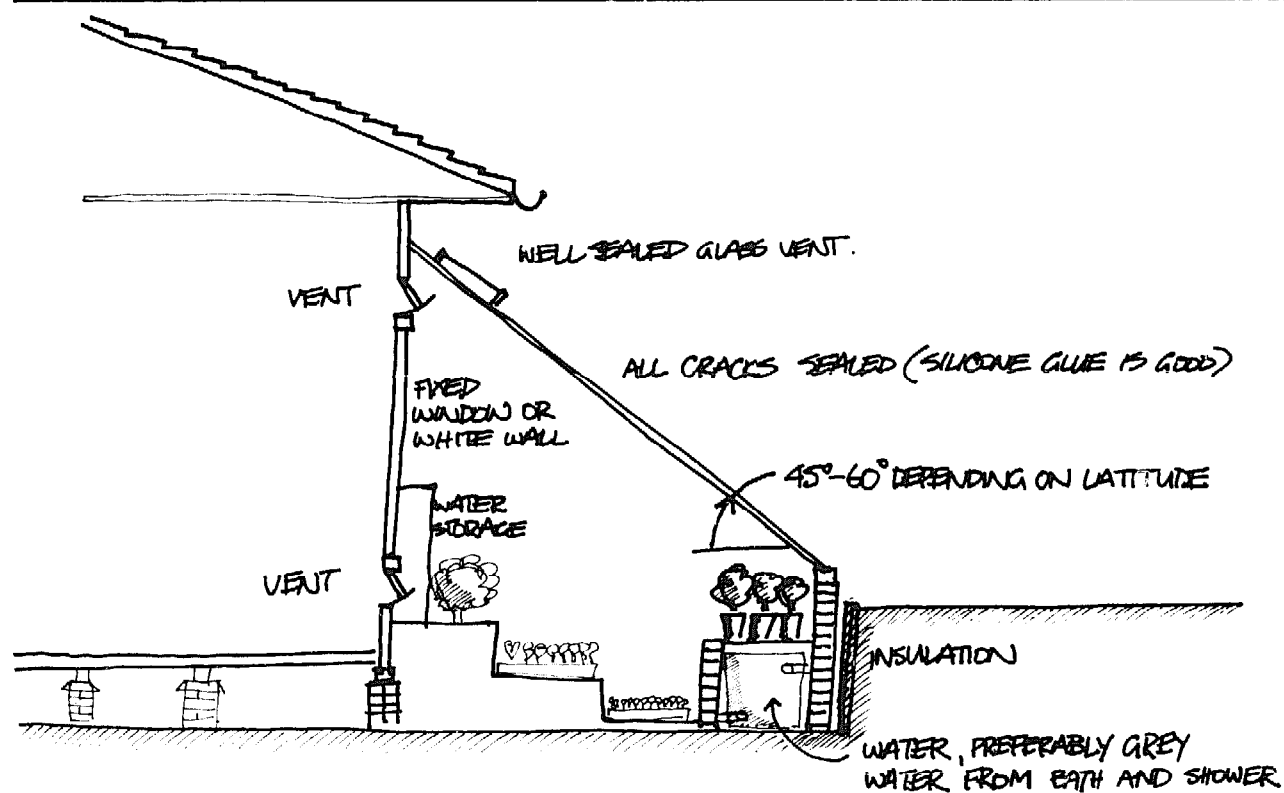 WELL SEALED GLASS VENT.
VENT
ALL CRACKS SEALED (SILICONE GLUE IS GOOD)
FIXED
WINDOW OR
WHITE WALL
45°-60° DEPENDING ON LATITUDE
WATER
STORAGE
VENT
INSULATION
WATER, PREFERABLY GREY
WATER FROM BATH AND SHOWER